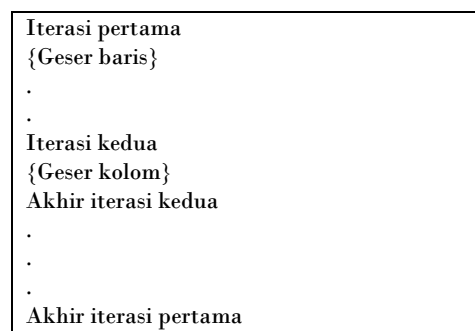 Iterasi pertama
{Geser baris}
.
.
Iterasi kedua
{Geser kolom}
Akhir iterasi kedua
.
.
.
Akhir iterasi pertama